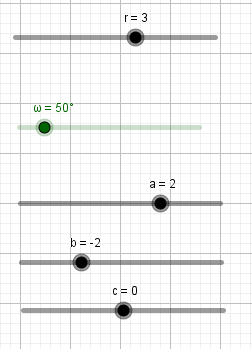 r = 3
ω = 50°
a = 2
b = -2
c = 0